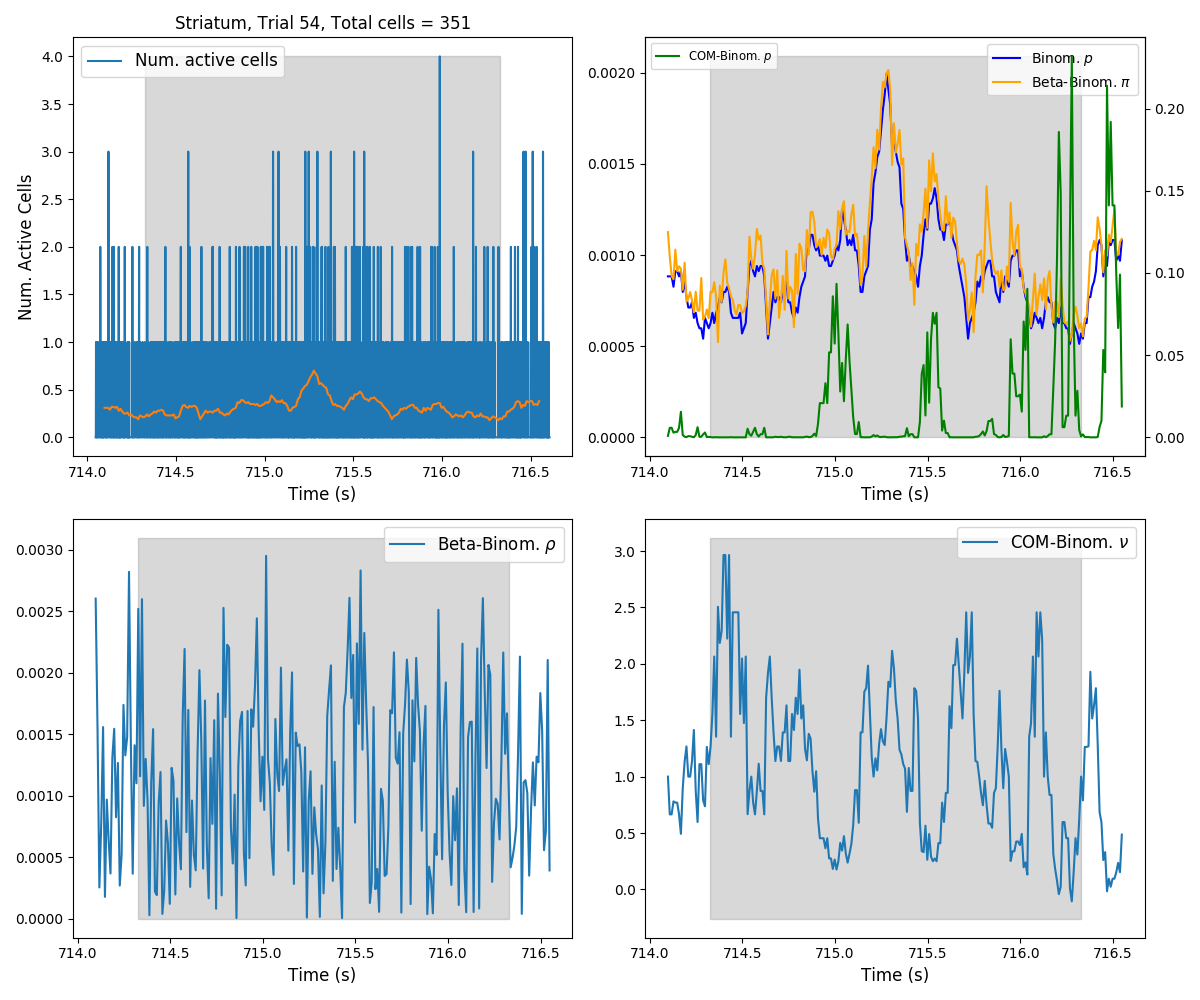 Striatum, Trial 54, Total cells = 351
Num. active cells
Num. Active Cells
4.0
3.5
3.0
2.5
2.0
1.5
1.0
0.5
0.0
714.0 714.5 715.0 715.5 716.0 716.5
Time (s)
COM-Binom. p
Binom. p
Beta-Binom. π
0.0020
0.0015
0.0010
0.0005
0.0000
0.20
0.15
0.10
0.05
0.00
714.0 714.5 715.0 715.5 716.0 716.5
Time (s)
Beta-Binom. ρ
0.0030
0.0025
0.0020
0.0015
0.0010
0.0005
0.0000
714.0 714.5 715.0 715.5 716.0 716.5
Time (s)
COM-Binom. ν
3.0
2.5
2.0
1.5
1.0
0.5
0.0
714.0 714.5 715.0 715.5 716.0 716.5
Time (s)